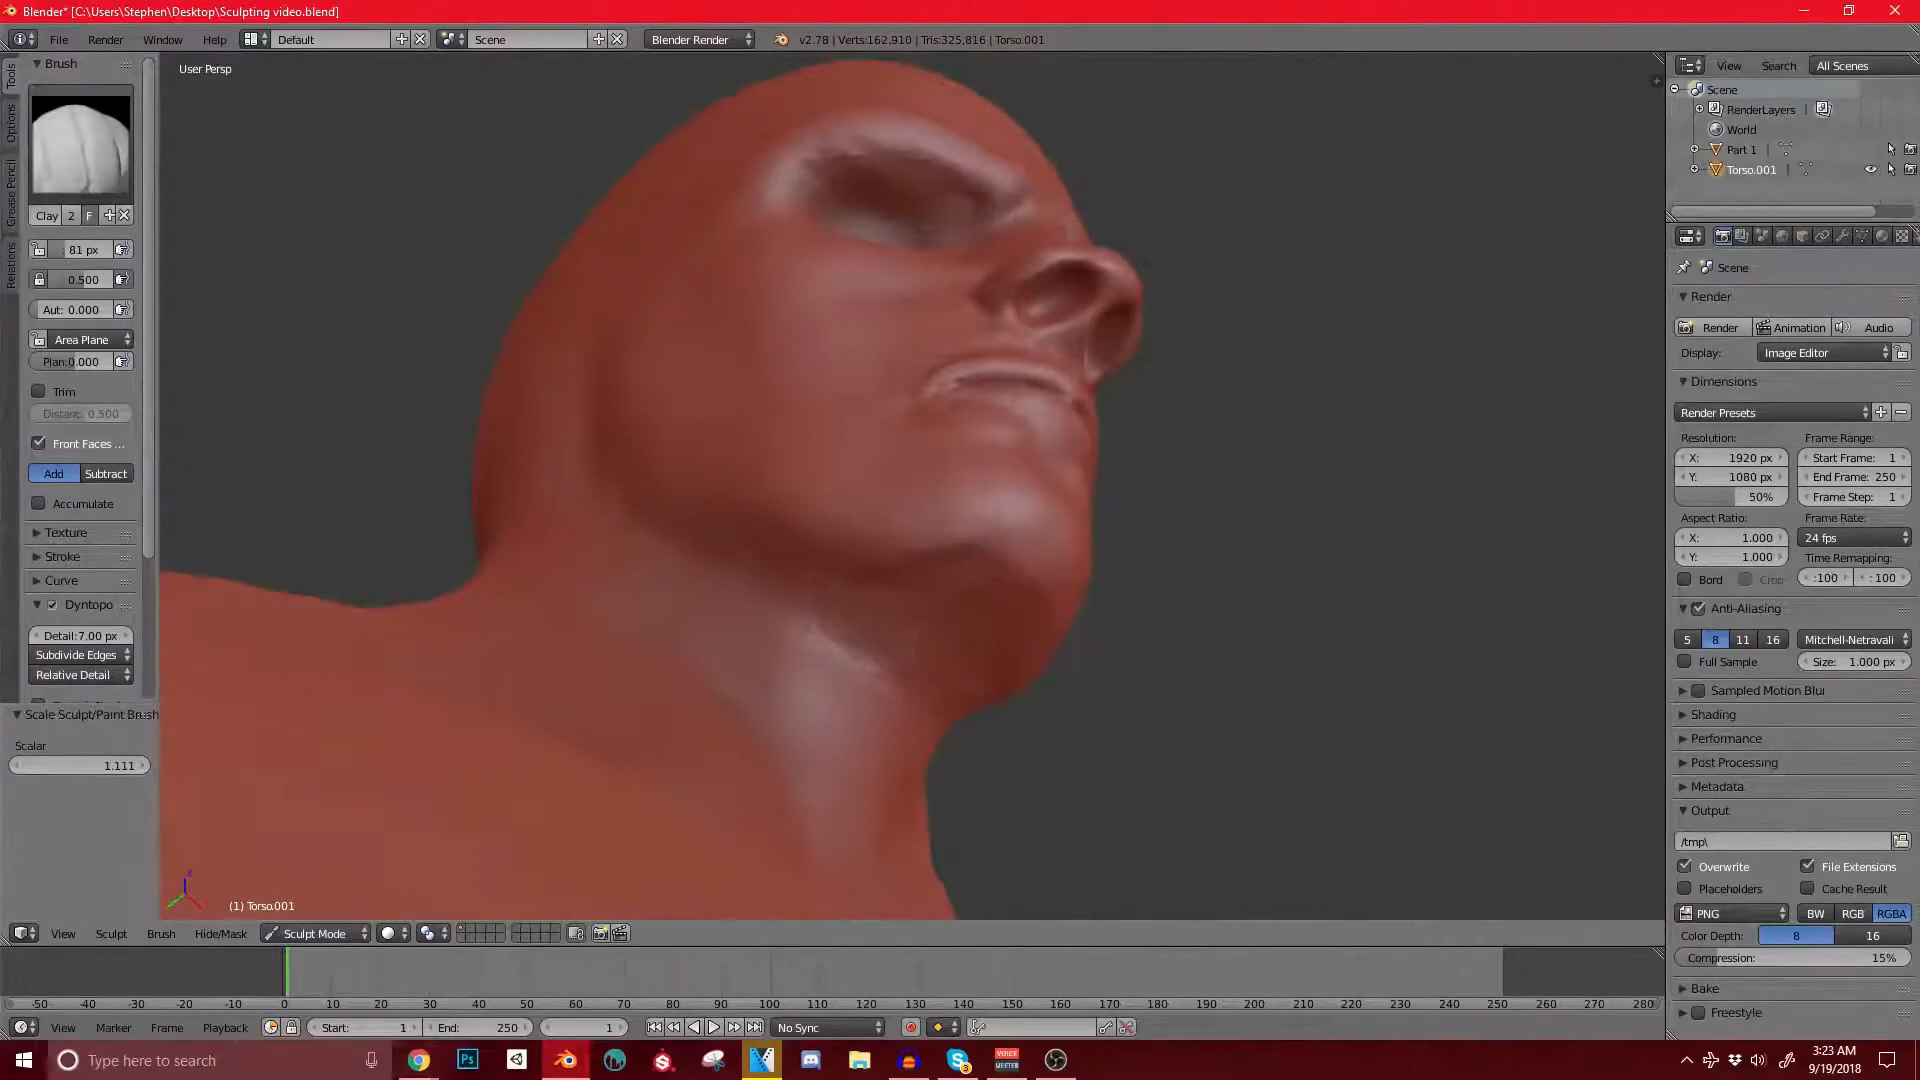 Blender* [C:\Users\Stephen\Desktop\Sculpting video.blend]
File Render Window Help Default Scene Blender Render v2.78 | Verts:162,910 | Tris:325,816 | Torso.001
Brush
Tools
Options
Grease Pencil
Relations
Clay 2 F
81 px
0.500
Aut: 0.000
Area Plane
Plan:0.000
Trim
Distan: 0.500
Front Faces ...
Add Subtract
Accumulate
Texture
Stroke
Curve
Dyntopo
Detail:7.00 px
Subdivide Edges
Relative Detail
Scale Sculpt/Paint Brush
Scalar
1.111
User Persp
(1) Torso.001
View Sculpt Brush Hide/Mask Sculpt Mode
-50 -40 -30 -20 -10 0 10 20 30 40 50 60 70 80 90 100 110 120 130 140 150 160 170 180 190 200 210 220 230 240 250 260 270 280
View Marker Frame Playback Start: 1 End: 250 1 No Sync
View Search All Scenes
Scene
RenderLayers
World
Part 1
Torso.001
Scene
Render
Render Animation Audio
Display: Image Editor
Dimensions
Render Presets
Resolution: Frame Range:
X: 1920 px Start Frame: 1
Y: 1080 px End Frame: 250
50% Frame Step: 1
Aspect Ratio: Frame Rate:
X: 1.000 24 fps
Y: 1.000 Time Remapping:
Bord Crop :100 :100
Anti-Aliasing
5 8 11 16 Mitchell-Netravali
Full Sample Size: 1.000 px
Sampled Motion Blur
Shading
Performance
Post Processing
Metadata
Output
/tmp\
Overwrite File Extensions
Placeholders Cache Result
PNG BW RGB RGBA
Color Depth: 8 16
Compression: 15%
Bake
Freestyle
Type here to search
Ps
VOICE MEETER
3
3:23 AM
9/19/2018